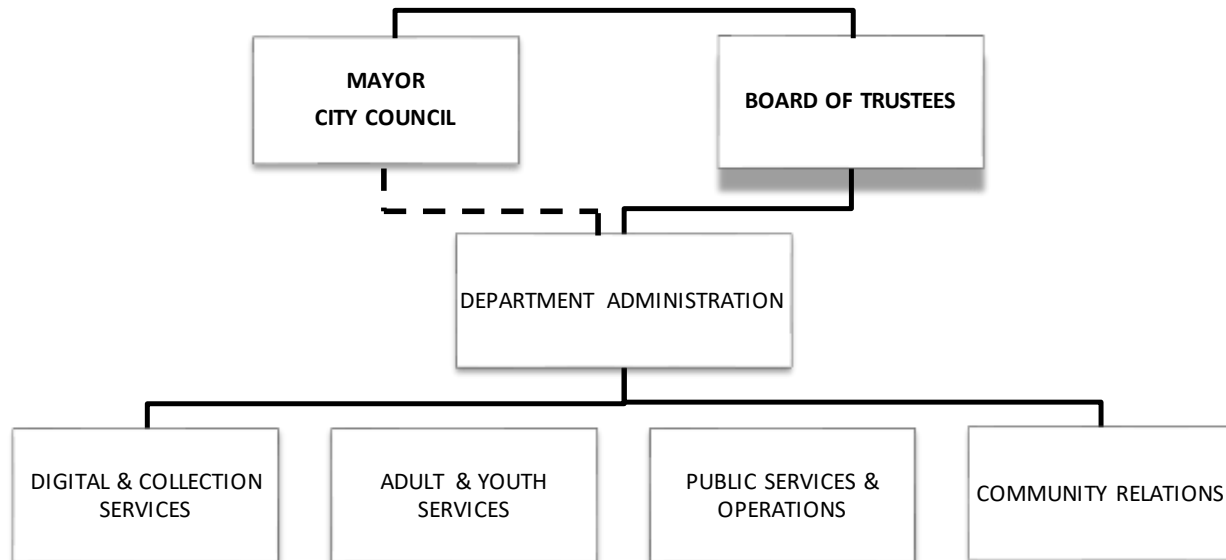 MAYOR
CITY COUNCIL
BOARD OF TRUSTEES
DEPARTMENT ADMINISTRATION
DIGITAL & COLLECTION
SERVICES
ADULT & YOUTH
SERVICES
PUBLIC SERVICES &
OPERATIONS
COMMUNITY RELATIONS